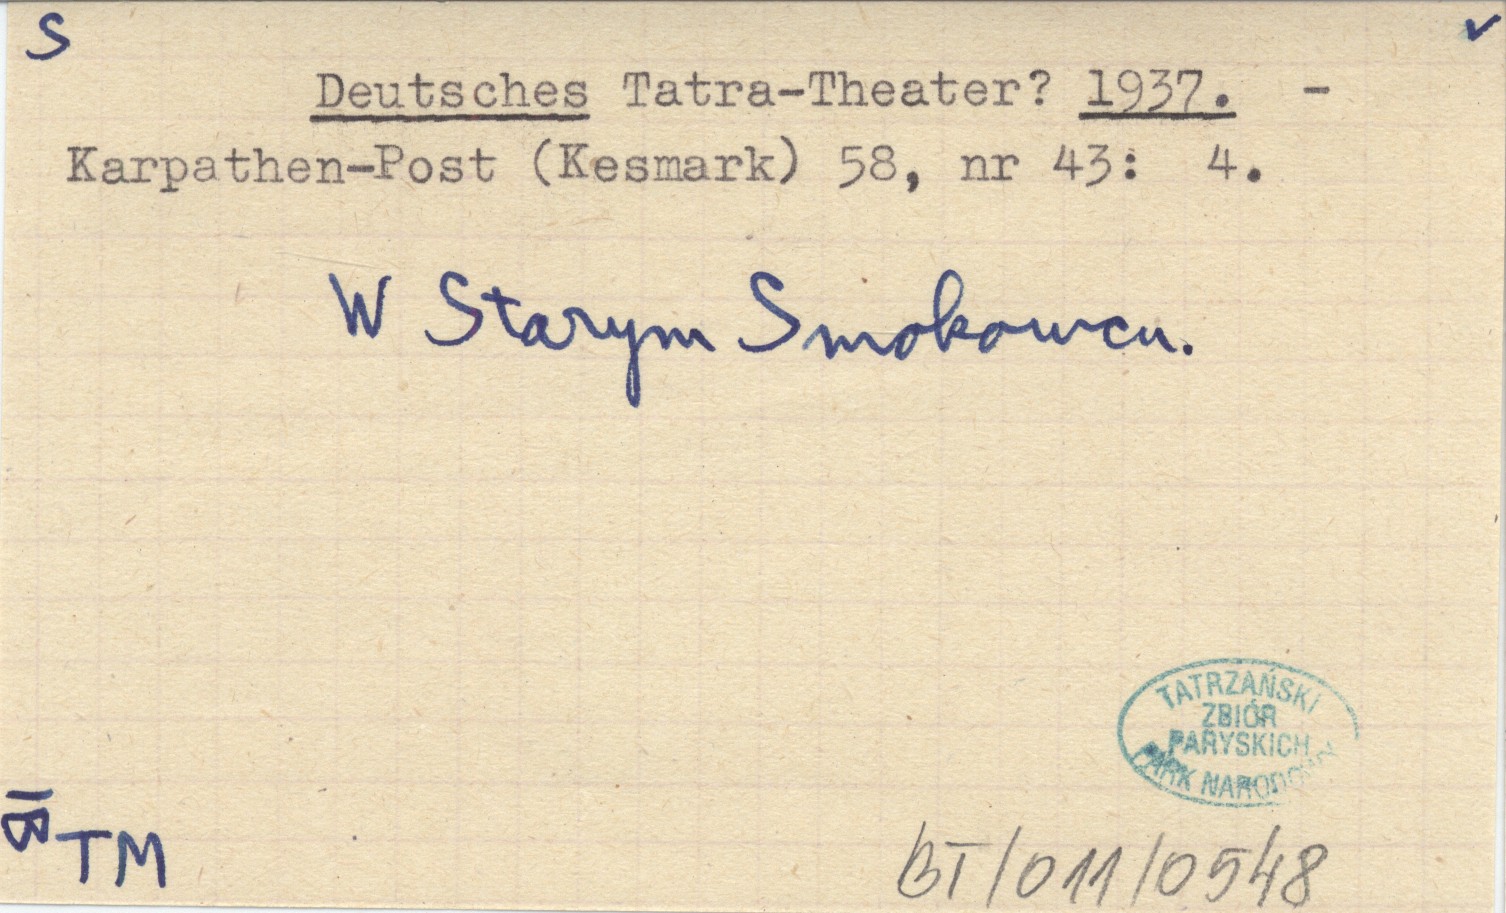 S
Deutsches Tatra-Theater? 1937. -
Karpathen-Post (Kesmark) 58, nr 43: 4.
W Starym Smokowcu.
TATRZAŃSKI
ZBIÓR
PARYSKICH
PARK NARODOWY
TM
BT/011/0548